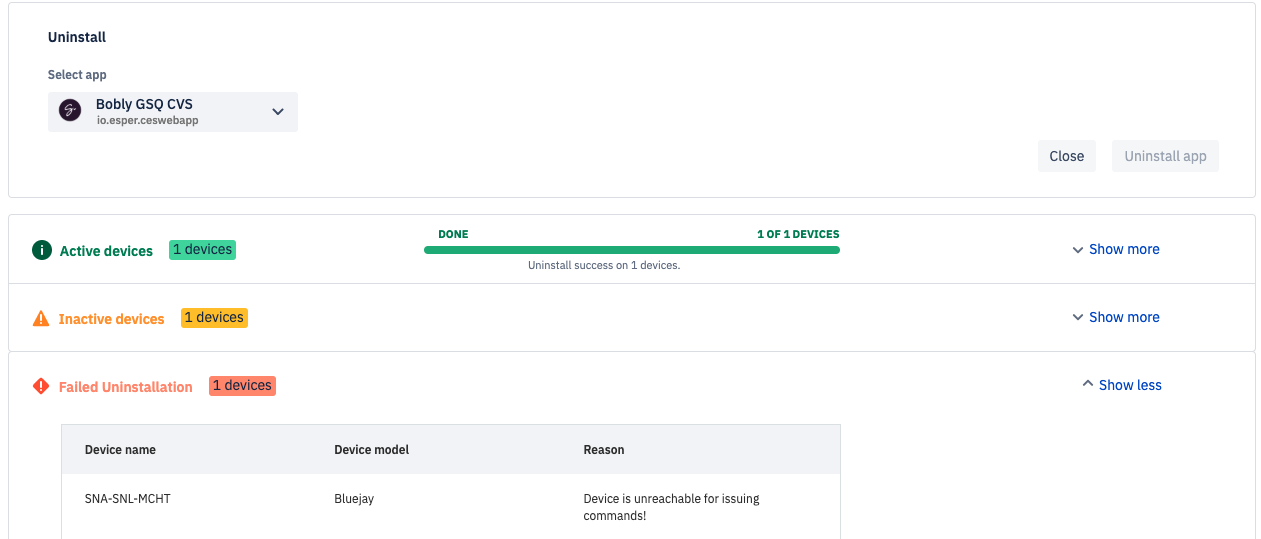 Uninstall
Select app
Bobly GSQ CVS
io.esper.ceswebapp
Close Uninstall app
Active devices 1 devices DONE 1 OF 1 DEVICES Show more
Uninstall success on 1 devices.
Inactive devices 1 devices Show more
Failed Uninstallation 1 devices Show less
Device name Device model Reason
SNA-SNL-MCHT Bluejay Device is unreachable for issuing
commands!